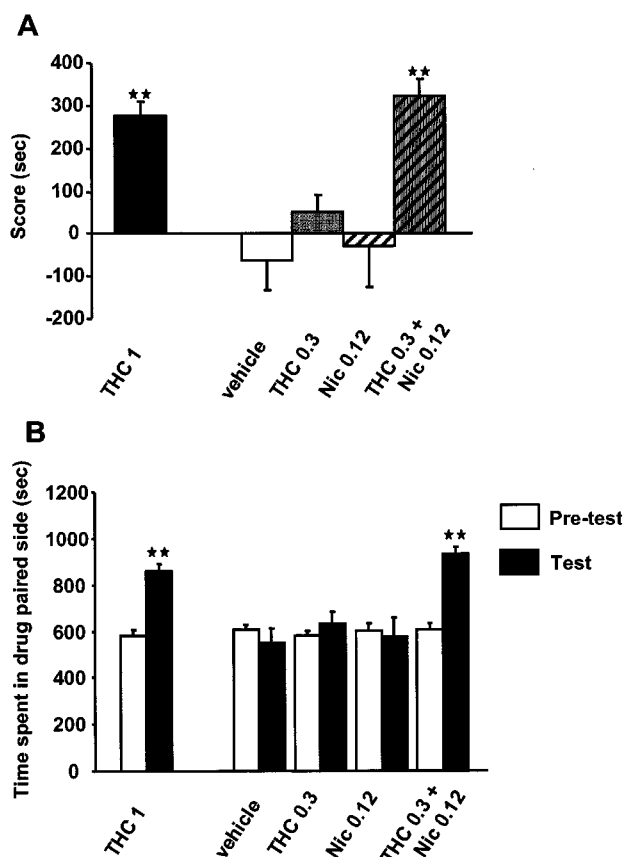 A
Score (sec)
400
300
200
100
0
-100
-200
★★
★★
THC 1
vehicle
THC 0.3
Nic 0.12
THC 0.3 +
Nic 0.12
B
Time spent in drug paired side (sec)
1200
1000
800
600
400
200
0
★★
★★
Pre-test
Test
THC 1
vehicle
THC 0.3
Nic 0.12
THC 0.3 +
Nic 0.12